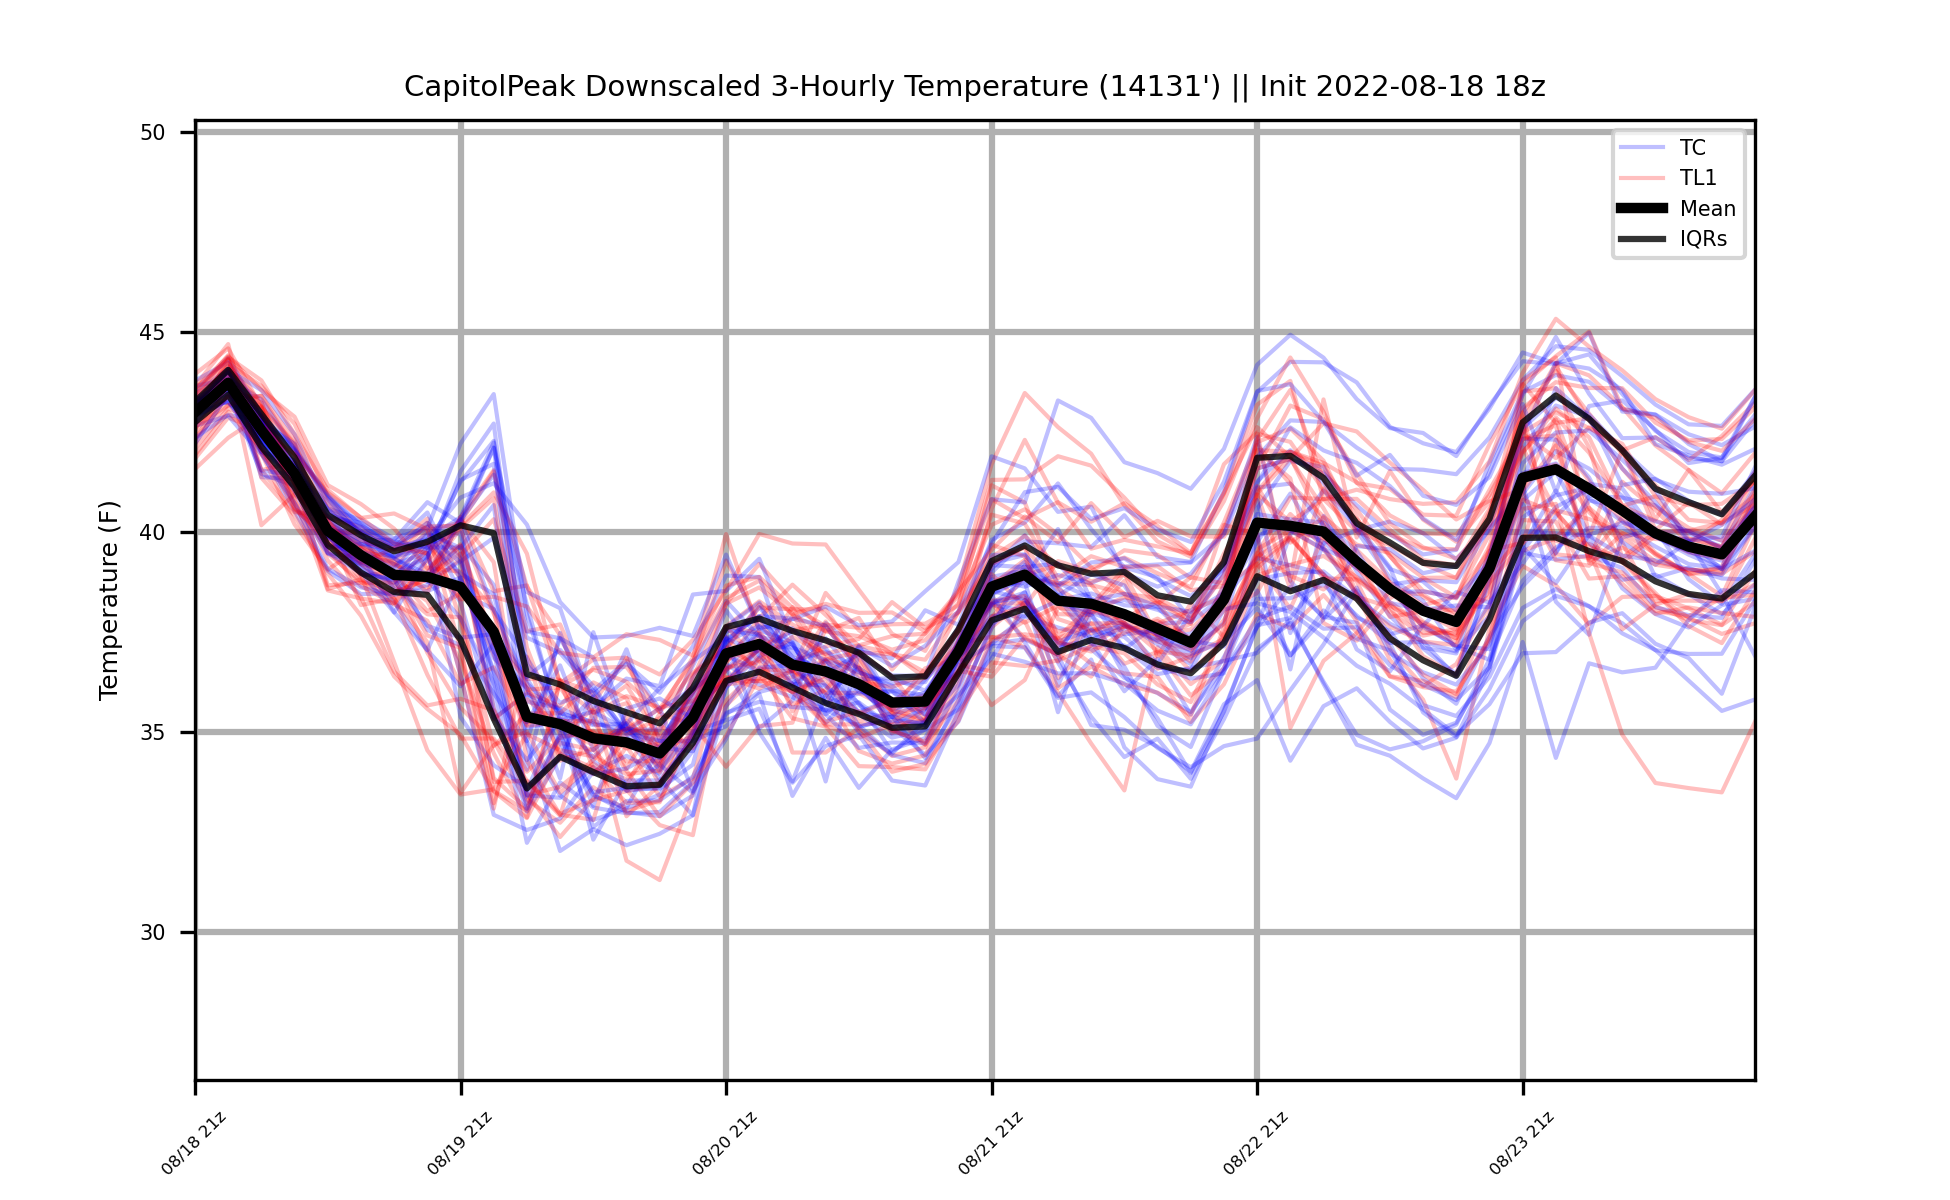 CapitolPeak Downscaled 3-Hourly Temperature (14131') || Init 2022-08-18 18z
TC
TL1
Mean
IQRs
Temperature (F)
50
45
40
35
30
08/18 21z
08/19 21z
08/20 21z
08/21 21z
08/22 21z
08/23 21z